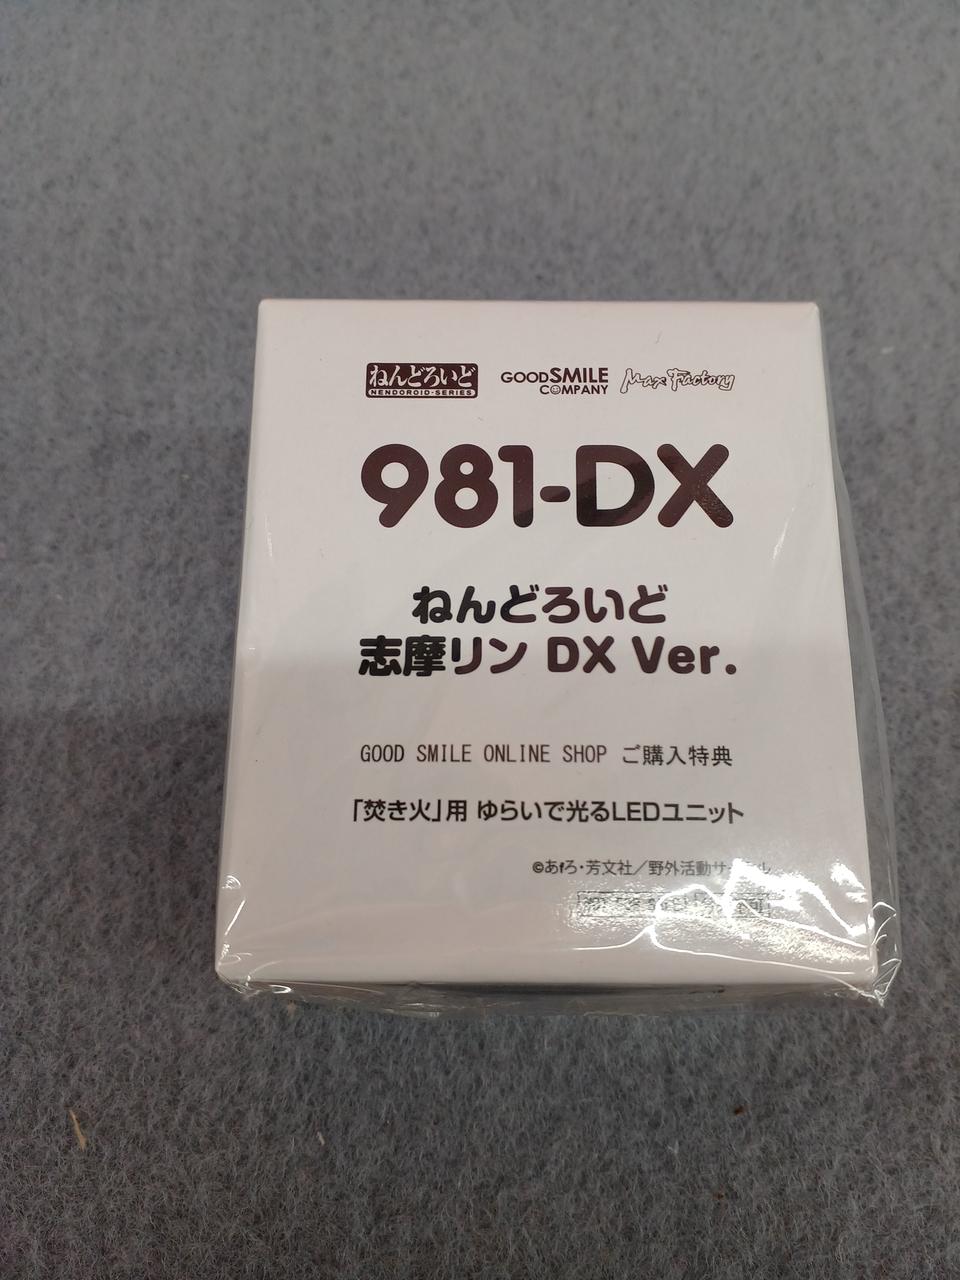 ねんどろいど
NENDOROID-SERIES
GOODSMILE
COMPANY
Max Factory
981-DX
ねんどろいど
志摩リン DX Ver.
GOOD SMILE ONLINE SHOP ご購入特典
「焚き火」用 ゆらいで光るLEDユニット
©あfろ・芳文社/野外活動サ